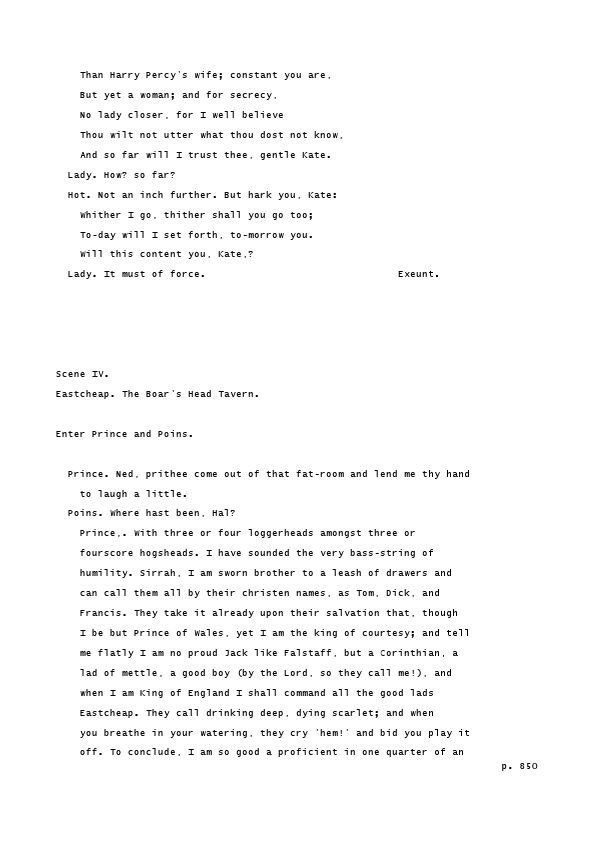 Than Harry Percy's wife; constant you are,
But yet a woman; and for secrecy,
No lady closer, for I well believe
Thou wilt not utter what thou dost not know,
And so far will I trust thee, gentle Kate.
Lady. How? so far?
Hot. Not an inch further. But hark you, Kate:
Whither I go, thither shall you go too;
To-day will I set forth, to-morrow you.
Will this content you, Kate,?
Lady. It must of force. Exeunt.
Scene IV.
Eastcheap. The Boar's Head Tavern.
Enter Prince and Poins.
Prince. Ned, prithee come out of that fat-room and lend me thy hand
to laugh a little.
Poins. Where hast been, Hal?
Prince,. With three or four loggerheads amongst three or
fourscore hogsheads. I have sounded the very bass-string of
humility. Sirrah, I am sworn brother to a leash of drawers and
can call them all by their christen names, as Tom, Dick, and
Francis. They take it already upon their salvation that, though
I be but Prince of Wales, yet I am the king of courtesy; and tell
me flatly I am no proud Jack like Falstaff, but a Corinthian, a
lad of mettle, a good boy (by the Lord, so they call me!), and
when I am King of England I shall command all the good lads
Eastcheap. They call drinking deep, dying scarlet; and when
you breathe in your watering, they cry 'hem!' and bid you play it
off. To conclude, I am so good a proficient in one quarter of an
p. 850